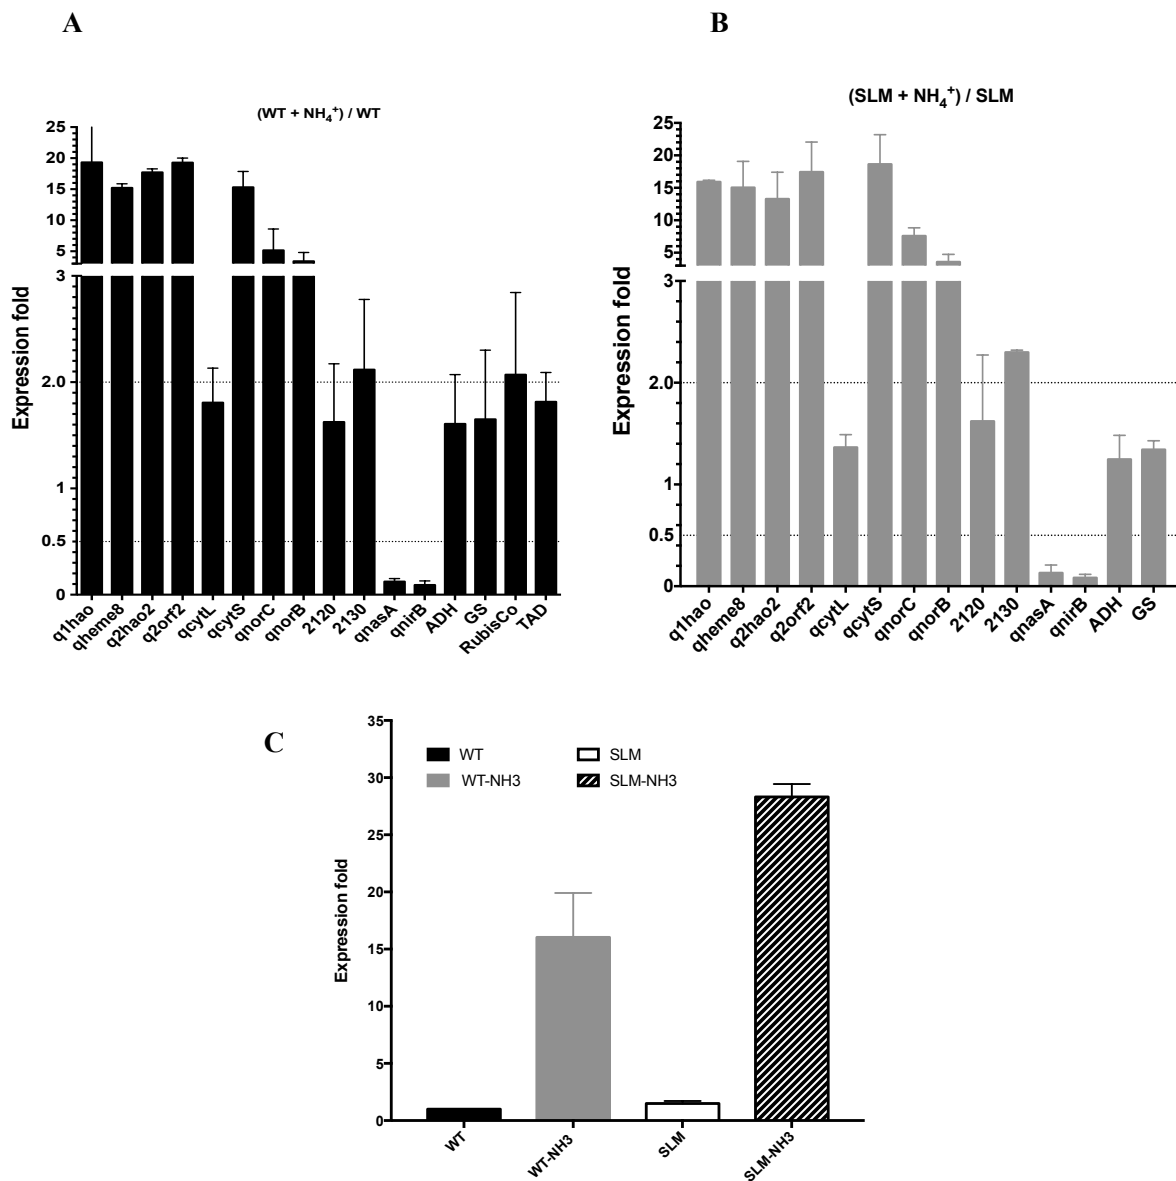 A
B
(WT + NH₄⁺) / WT
Expression fold
25
20
15
10
5
3
2.0
1
0.5
0
q1hao
qheme8
q2hao2
q2orf2
qcytL
qcytS
qnorC
qnorB
2120
2130
qnasA
qnirB
ADH
GS
RubisCo
TAD
(SLM + NH₄⁺) / SLM
Expression fold
25
20
15
10
5
3
2.0
1
0.5
0
q1hao
qheme8
q2hao2
q2orf2
qcytL
qcytS
qnorC
qnorB
2120
2130
qnasA
qnirB
ADH
GS
C
WT
SLM
WT-NH3
SLM-NH3
Expression fold
35
30
25
20
15
10
5
0
WT
WT-NH3
SLM
SLM-NH3